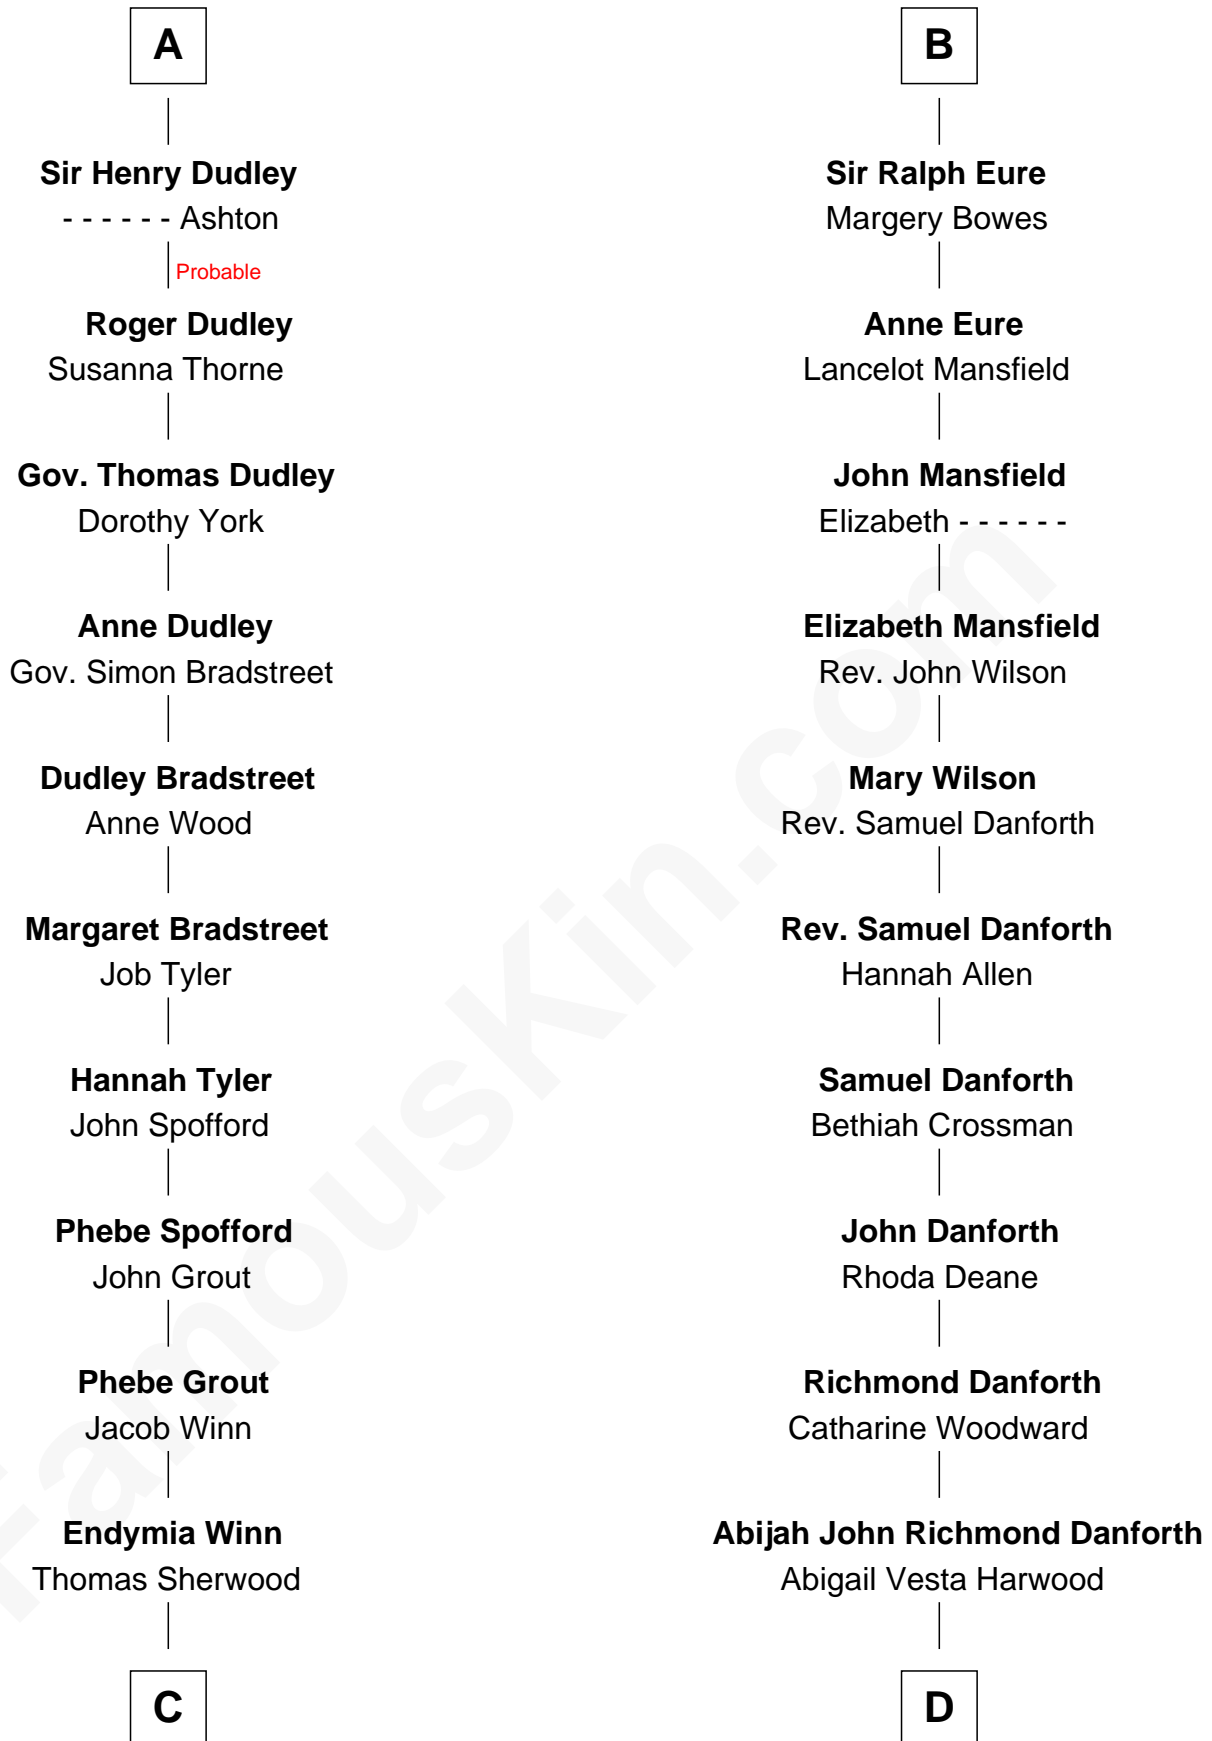 A
Sir Henry Dudley
- - - - - - Ashton
Probable
Roger Dudley
Susanna Thorne
Gov. Thomas Dudley
Dorothy York
Anne Dudley
Gov. Simon Bradstreet
Dudley Bradstreet
Anne Wood
Margaret Bradstreet
Job Tyler
Hannah Tyler
John Spofford
Phebe Spofford
John Grout
Phebe Grout
Jacob Winn
Endymia Winn
Thomas Sherwood
C
B
Sir Ralph Eure
Margery Bowes
Anne Eure
Lancelot Mansfield
John Mansfield
Elizabeth - - - - - -
Elizabeth Mansfield
Rev. John Wilson
Mary Wilson
Rev. Samuel Danforth
Rev. Samuel Danforth
Hannah Allen
Samuel Danforth
Bethiah Crossman
John Danforth
Rhoda Deane
Richmond Danforth
Catharine Woodward
Abijah John Richmond Danforth
Abigail Vesta Harwood
D
FamousKin.com